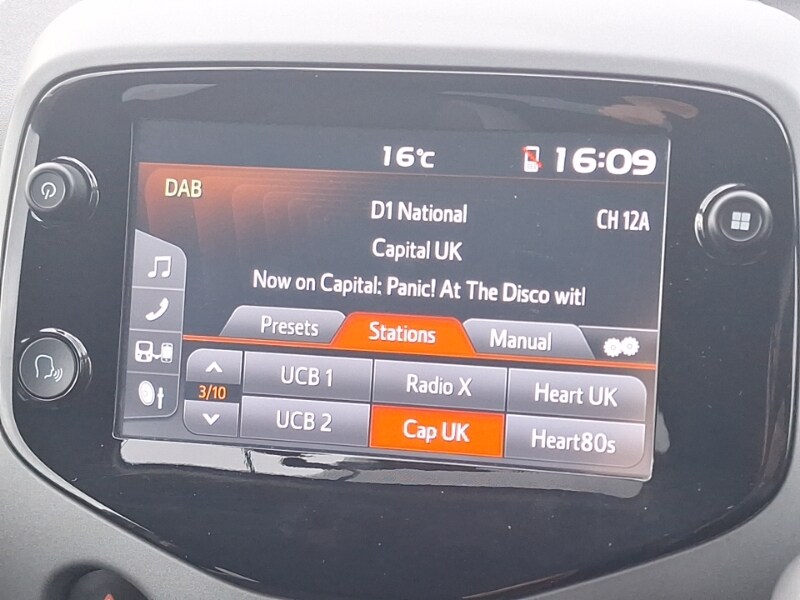 16°C 16:09
DAB
D1 National CH 12A
Capital UK
Now on Capital: Panic! At The Disco wit
Presets Stations Manual
3/10
UCB 1 Radio X Heart UK
UCB 2 Cap UK Heart80s